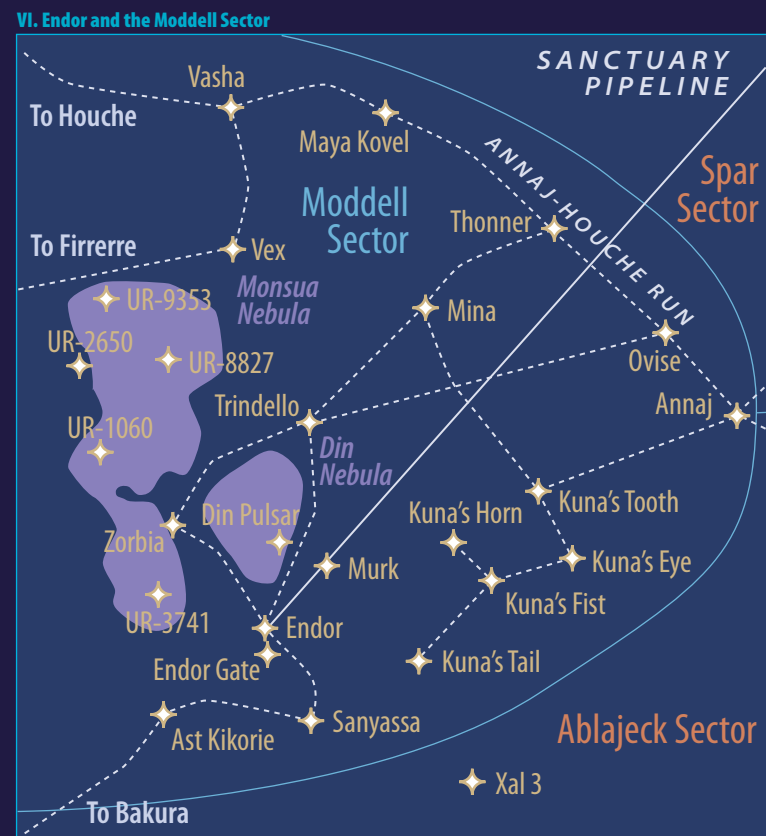 VI. Endor and the Moddell Sector
SANCTUARY
PIPELINE
Vasha
To Houche
Maya Kovel
ANNAJ-HOUCHE RUN
Spar
Sector
Moddell
Sector
Thonner
To Firrerre
Vex
Monsua
Nebula
UR-9353
Mina
UR-2650
UR-8827
Ovise
Trindello
Annaj
UR-1060
Din
Nebula
Kuna's Tooth
Din Pulsar
Kuna's Horn
Zorbia
Murk
Kuna's Eye
Kuna's Fist
UR-3741
Endor
Endor Gate
Kuna's Tail
Sanyassa
Ast Kikorie
Ablajeck Sector
Xal 3
To Bakura